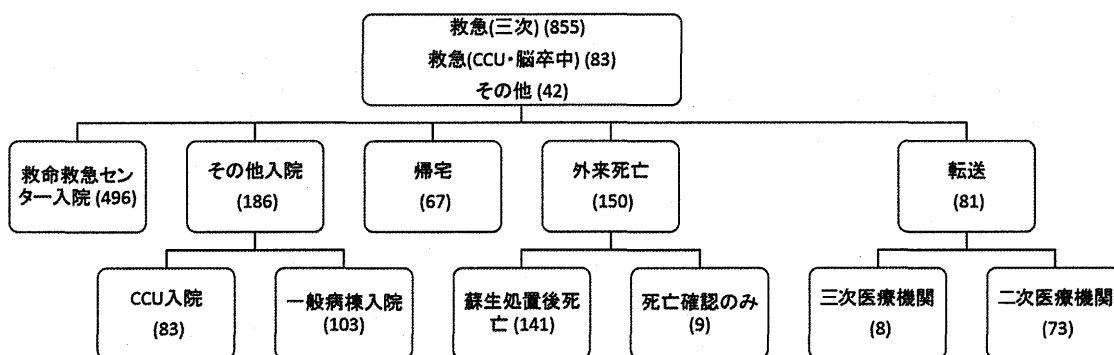 救急(三次) (855)
救急(CCU・脳卒中) (83)
その他 (42)
救命救急セン
ター入院 (496)
その他入院
(186)
帰宅
(67)
外来死亡
(150)
転送
(81)
CCU入院
(83)
一般病棟入院
(103)
蘇生処置後死
亡 (141)
死亡確認のみ
(9)
三次医療機関
(8)
二次医療機関
(73)